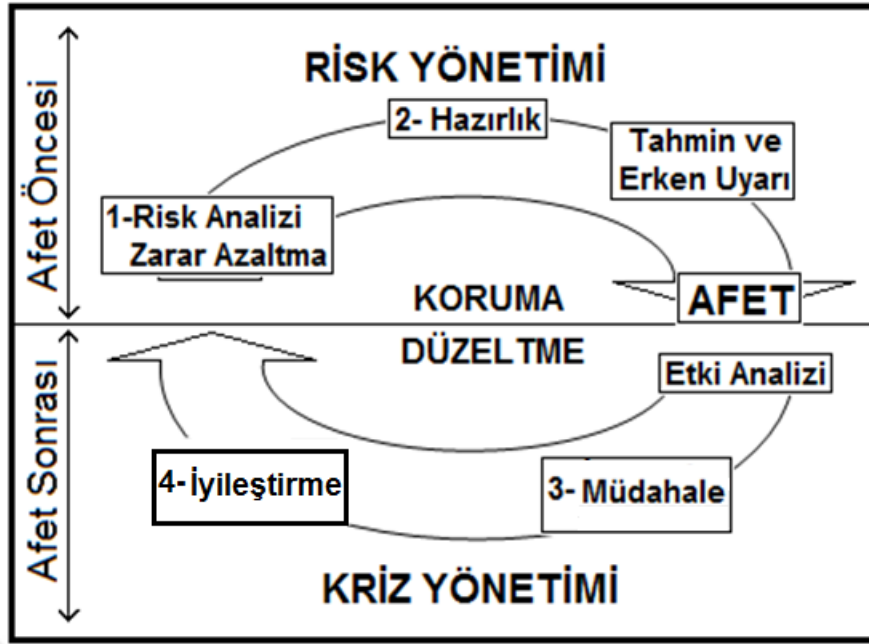 Afet Öncesi
RİSK YÖNETİMİ
2- Hazırlık
Tahmin ve
Erken Uyarı
1-Risk Analizi
Zarar Azaltma
KORUMA
AFET
Afet Sonrası
DÜZELTME
Etki Analizi
4- İyileştirme
3- Müdahale
KRİZ YÖNETİMİ